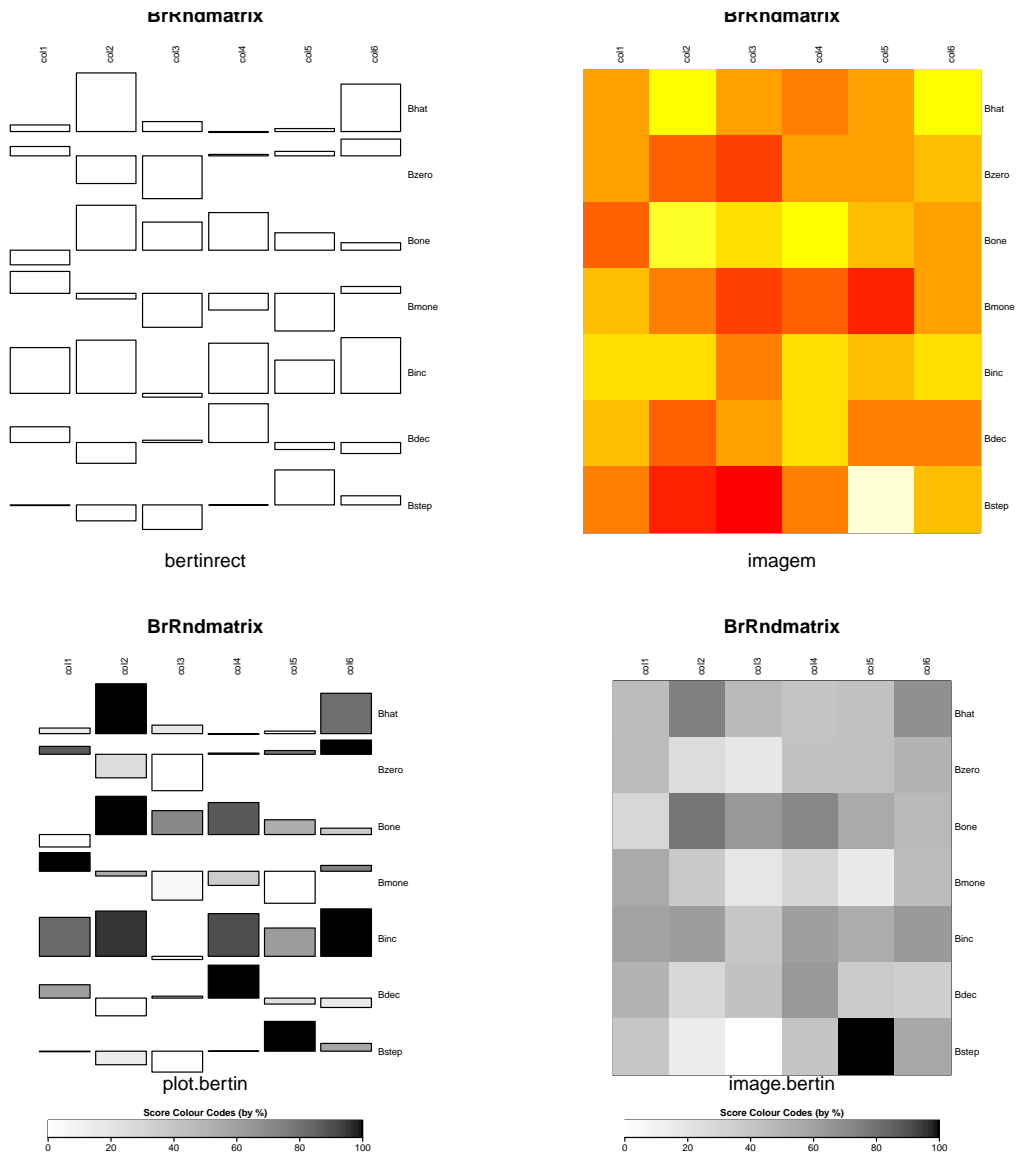 BrRndmatrix
col1 col2 col3 col4 col5 col6
Bhat
Bzero
Bone
Bmone
Binc
Bdec
Bstep
bertinrect
BrRndmatrix
col1 col2 col3 col4 col5 col6
Bhat
Bzero
Bone
Bmone
Binc
Bdec
Bstep
imagem
BrRndmatrix
col1 col2 col3 col4 col5 col6
Bhat
Bzero
Bone
Bmone
Binc
Bdec
Bstep
plot.bertin
Score Colour Codes (by %)
0 20 40 60 80 100
BrRndmatrix
col1 col2 col3 col4 col5 col6
Bhat
Bzero
Bone
Bmone
Binc
Bdec
Bstep
image.bertin
Score Colour Codes (by %)
0 20 40 60 80 100